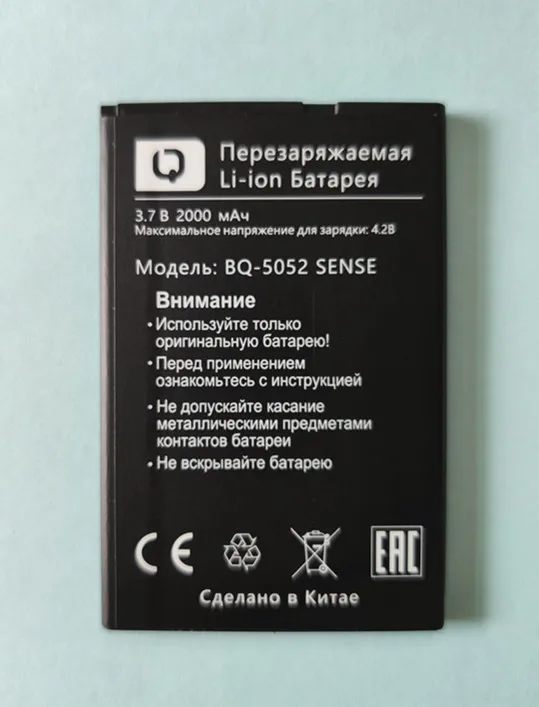 Перезаряжаемая
Li-ion Батарея
3.7 В 2000 мАч
Максимальное напряжение для зарядки: 4.2В
Модель: BQ-5052 SENSE
Внимание
• Используйте только
оригинальную батарею!
• Перед применением
ознакомьтесь с инструкцией
• Не допускайте касание
металлическими предметами
контактов батареи
• Не вскрывайте батарею
CE EAC
Сделано в Китае